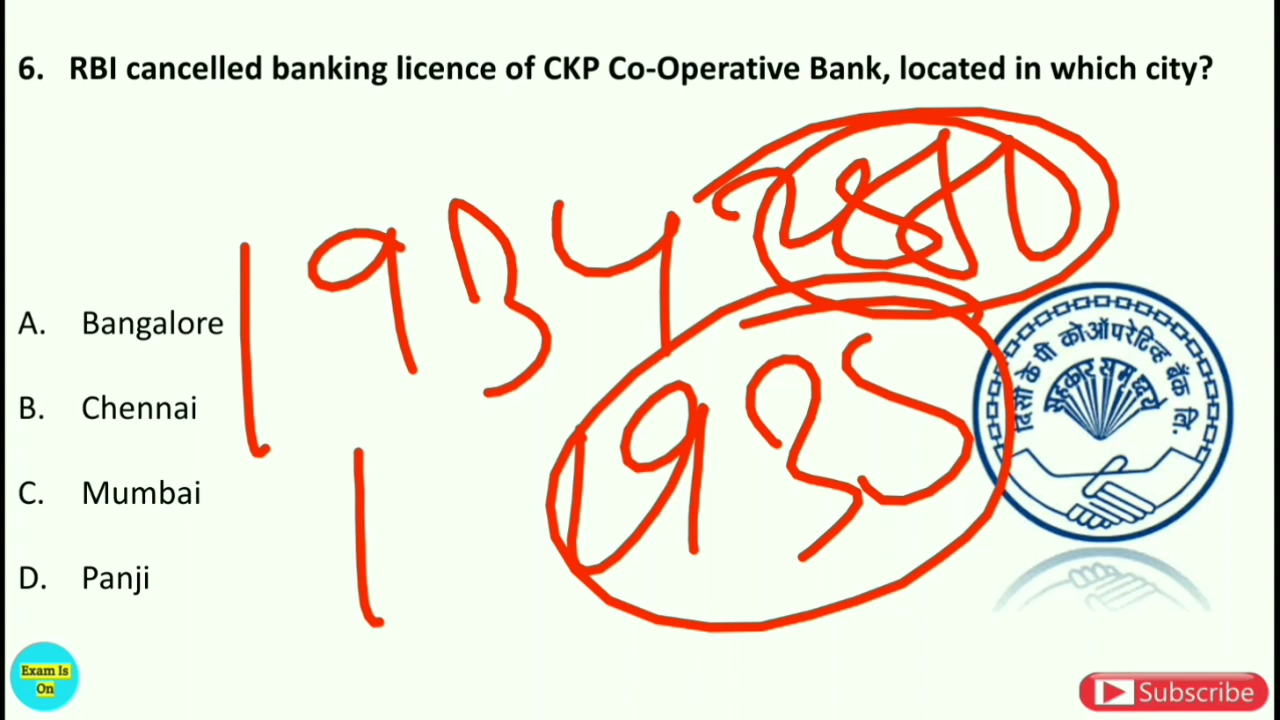 6. RBI cancelled banking licence of CKP Co-Operative Bank, located in which city?
1934
1935
A. Bangalore
B. Chennai
C. Mumbai
D. Panji
दि सी के पी को ऑपरेटिव्ह बँक लि.
Exam Is
On
Subscribe